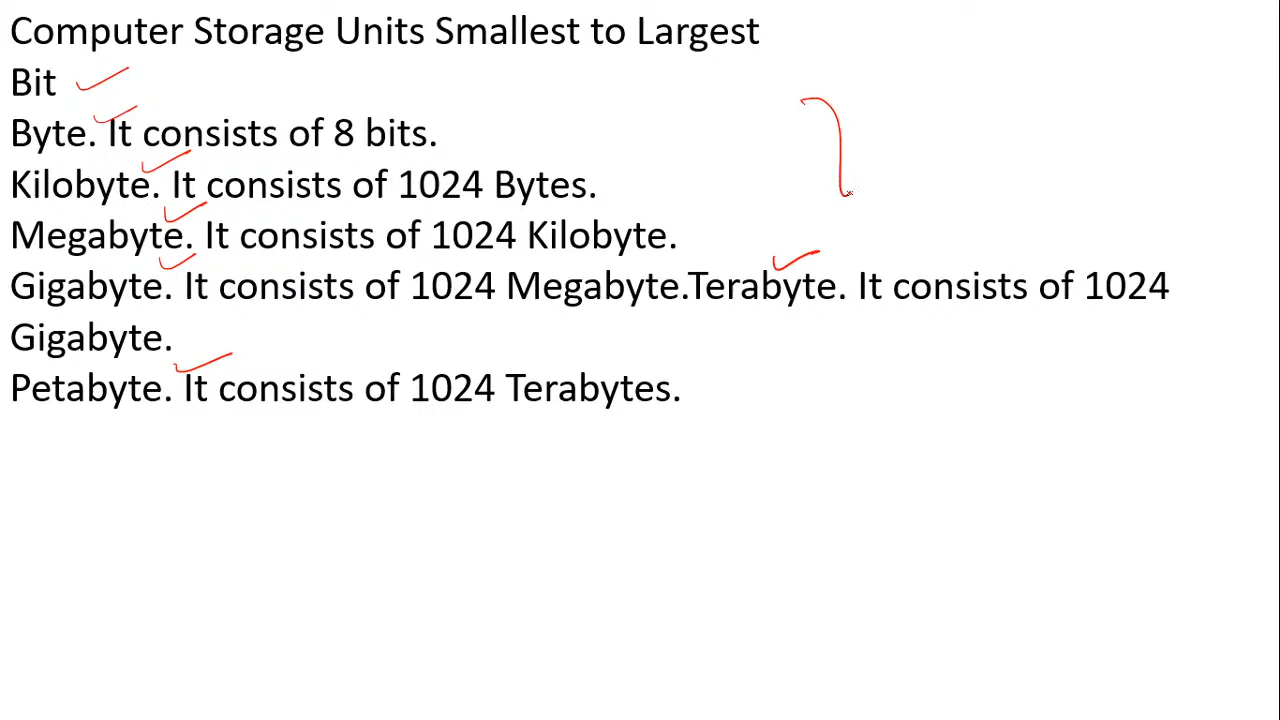 Computer Storage Units Smallest to Largest
Bit
Byte. It consists of 8 bits.
Kilobyte. It consists of 1024 Bytes.
Megabyte. It consists of 1024 Kilobyte.
Gigabyte. It consists of 1024 Megabyte.Terabyte. It consists of 1024
Gigabyte.
Petabyte. It consists of 1024 Terabytes.